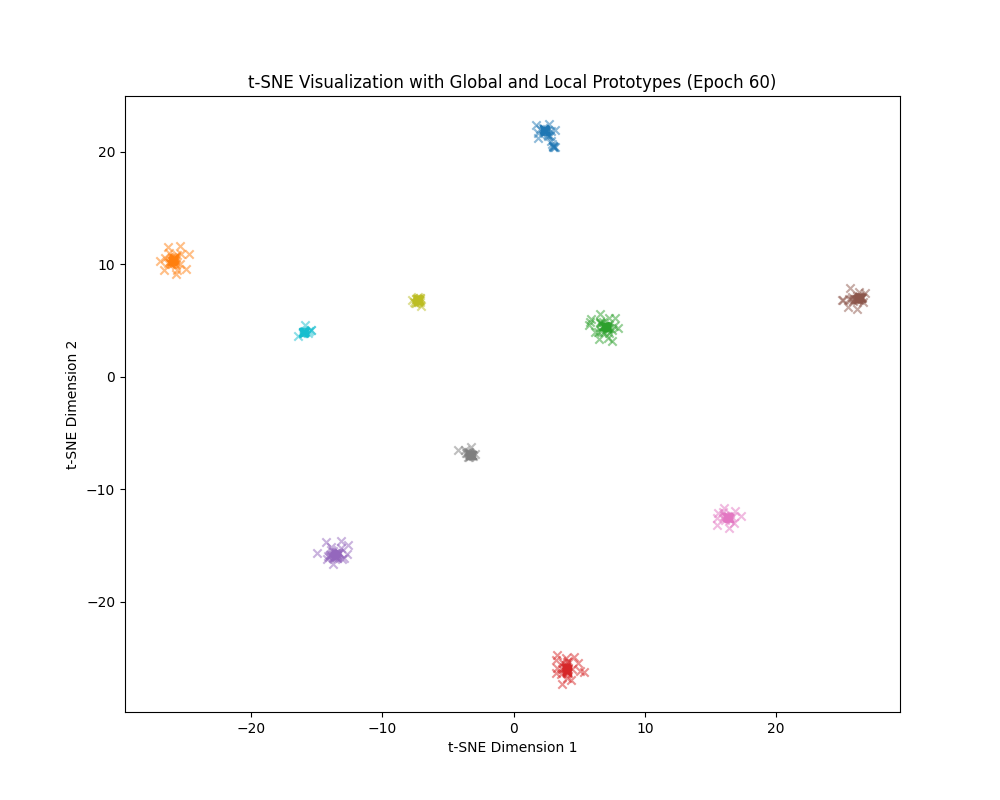 t-SNE Visualization with Global and Local Prototypes (Epoch 60)
20
10
0
−10
−20
t-SNE Dimension 2
−20 −10 0 10 20
t-SNE Dimension 1